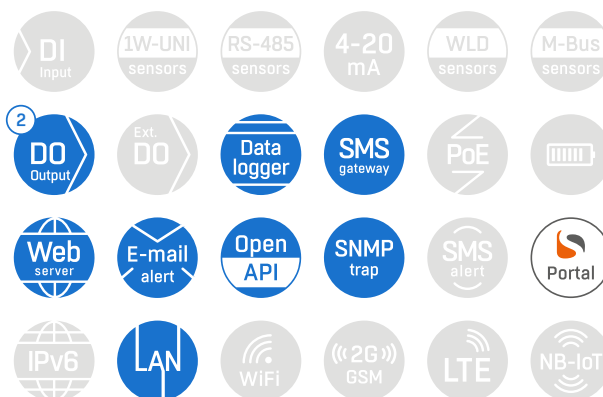 DI
Input
1W-UNI
sensors
RS-485
sensors
4-20
mA
WLD
sensors
M-Bus
sensors
2
DO
Output
Ext.
DO
Data
logger
SMS
gateway
PoE
Web
server
E-mail
alert
Open
API
SNMP
trap
SMS
alert
Portal
IPv6
LAN
WiFi
2G
GSM
LTE
NB-IoT